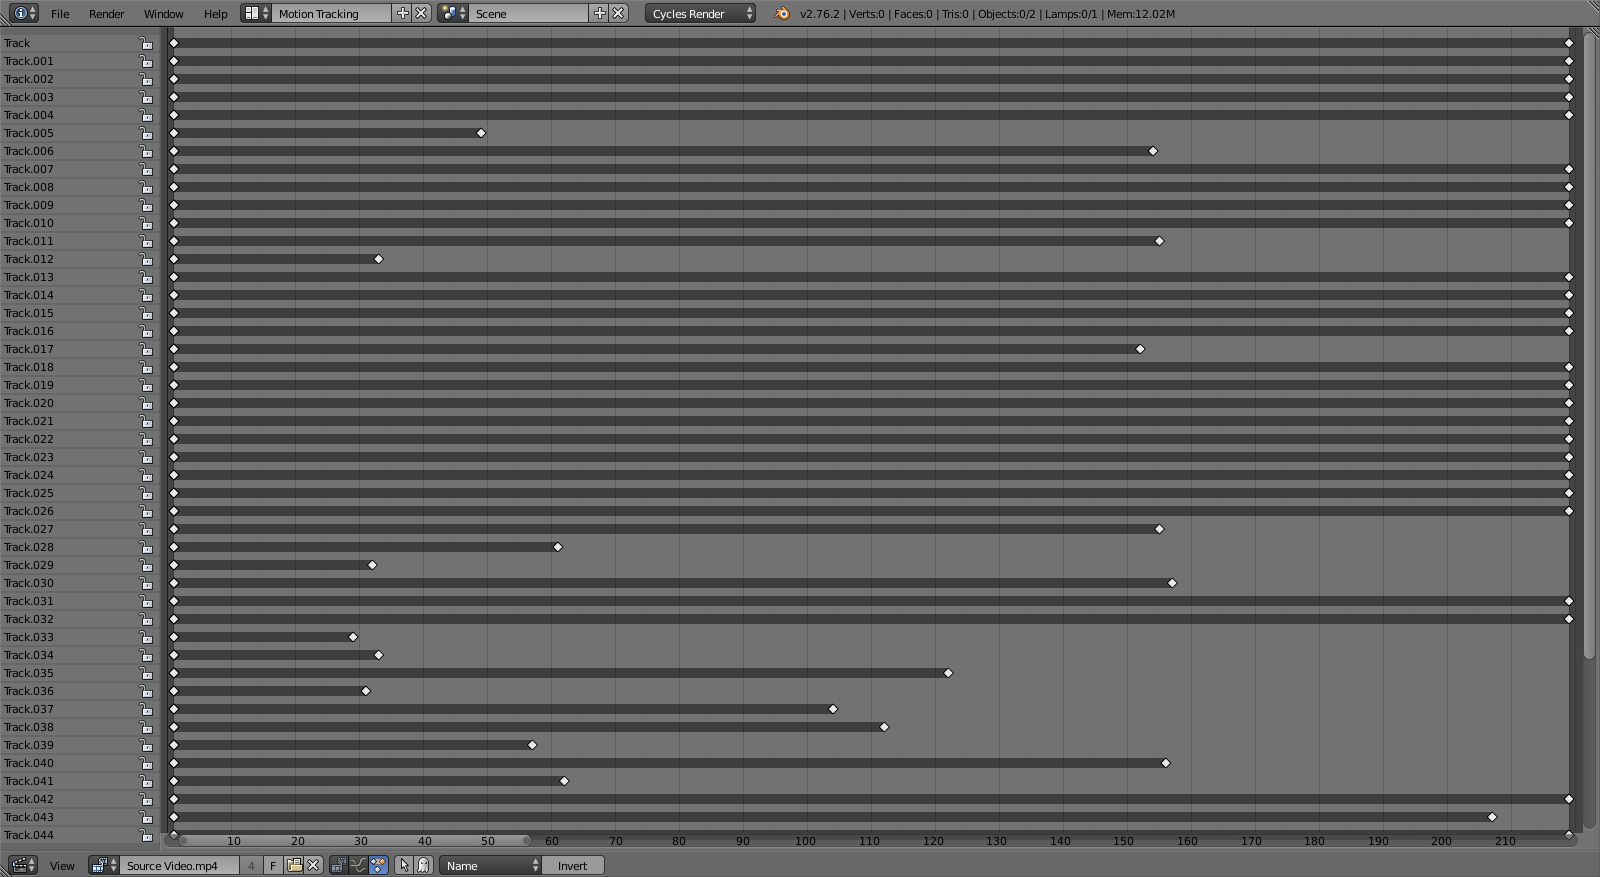 File Render Window Help Motion Tracking Scene Cycles Render v2.76.2 | Verts:0 | Faces:0 | Tris:0 | Objects:0/2 | Lamps:0/1 | Mem:12.02M
Track
Track.001
Track.002
Track.003
Track.004
Track.005
Track.006
Track.007
Track.008
Track.009
Track.010
Track.011
Track.012
Track.013
Track.014
Track.015
Track.016
Track.017
Track.018
Track.019
Track.020
Track.021
Track.022
Track.023
Track.024
Track.025
Track.026
Track.027
Track.028
Track.029
Track.030
Track.031
Track.032
Track.033
Track.034
Track.035
Track.036
Track.037
Track.038
Track.039
Track.040
Track.041
Track.042
Track.043
Track.044
10 20 30 40 50 60 70 80 90 100 110 120 130 140 150 160 170 180 190 200 210
View Source Video.mp4 4 F Name Invert